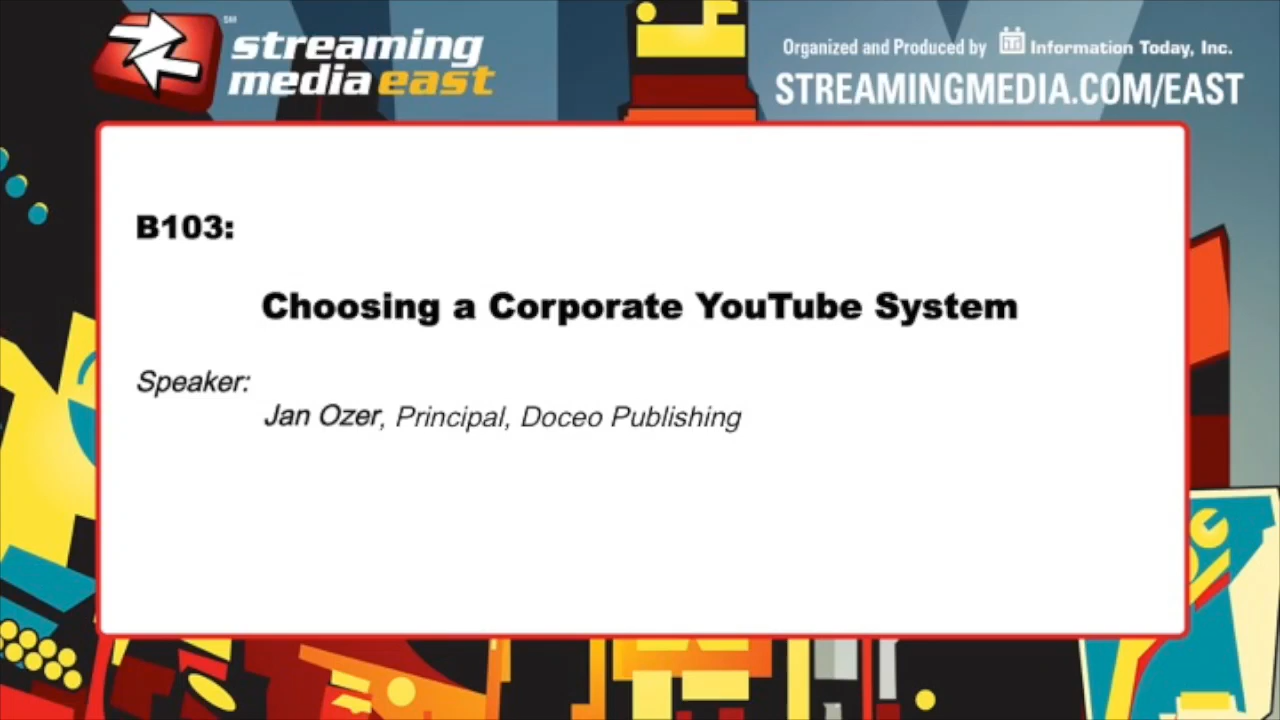 SM
streaming
media east
Organized and Produced by Information Today, Inc.
STREAMINGMEDIA.COM/EAST
B103:
Choosing a Corporate YouTube System
Speaker:
Jan Ozer, Principal, Doceo Publishing